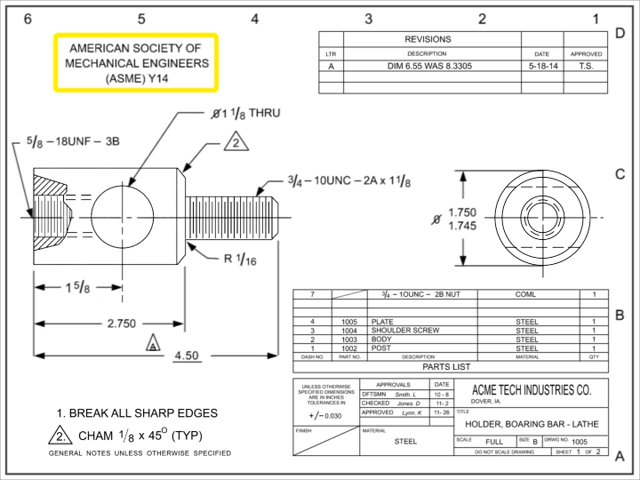 6 5 4 3 2 1
D
AMERICAN SOCIETY OF
MECHANICAL ENGINEERS
(ASME) Y14
REVISIONS
LTR DESCRIPTION DATE APPROVED
A DIM 6.55 WAS 8.3305 5-18-14 T.S.
Ø1 1/8 THRU
5/8-18UNF-3B
2
3/4-10UNC-2A x 11/8
C
Ø 1.750
1.745
R 1/16
1 5/8
2.750
A
4.50
7 3/4-10UNC - 2B NUT COML 1
B
4 1005 PLATE STEEL 1
3 1004 SHOULDER SCREW STEEL 1
2 1003 BODY STEEL 1
1 1002 POST STEEL 1
DASH NO. PART NO. DESCRIPTION MATERIAL QTY
PARTS LIST
UNLESS OTHERWISE
SPECIFIED DIMENSIONS
ARE IN INCHES
TOLERANCES IN
+/-0.030
FINISH
APPROVALS DATE
DFTSMN Smith. L 10-8
CHECKED Jones. D 11-2
APPROVED Lynn. K 11-26
MATERIAL
STEEL
ACME TECH INDUSTRIES CO.
DOVER, IA.
TITLE
HOLDER, BOARING BAR - LATHE
SCALE FULL SIZE B DRWG NO. 1005
DO NOT SCALE DRAWING SHEET 1 OF 2
A
1. BREAK ALL SHARP EDGES
2. CHAM 1/8 x 45° (TYP)
GENERAL NOTES UNLESS OTHERWISE SPECIFIED